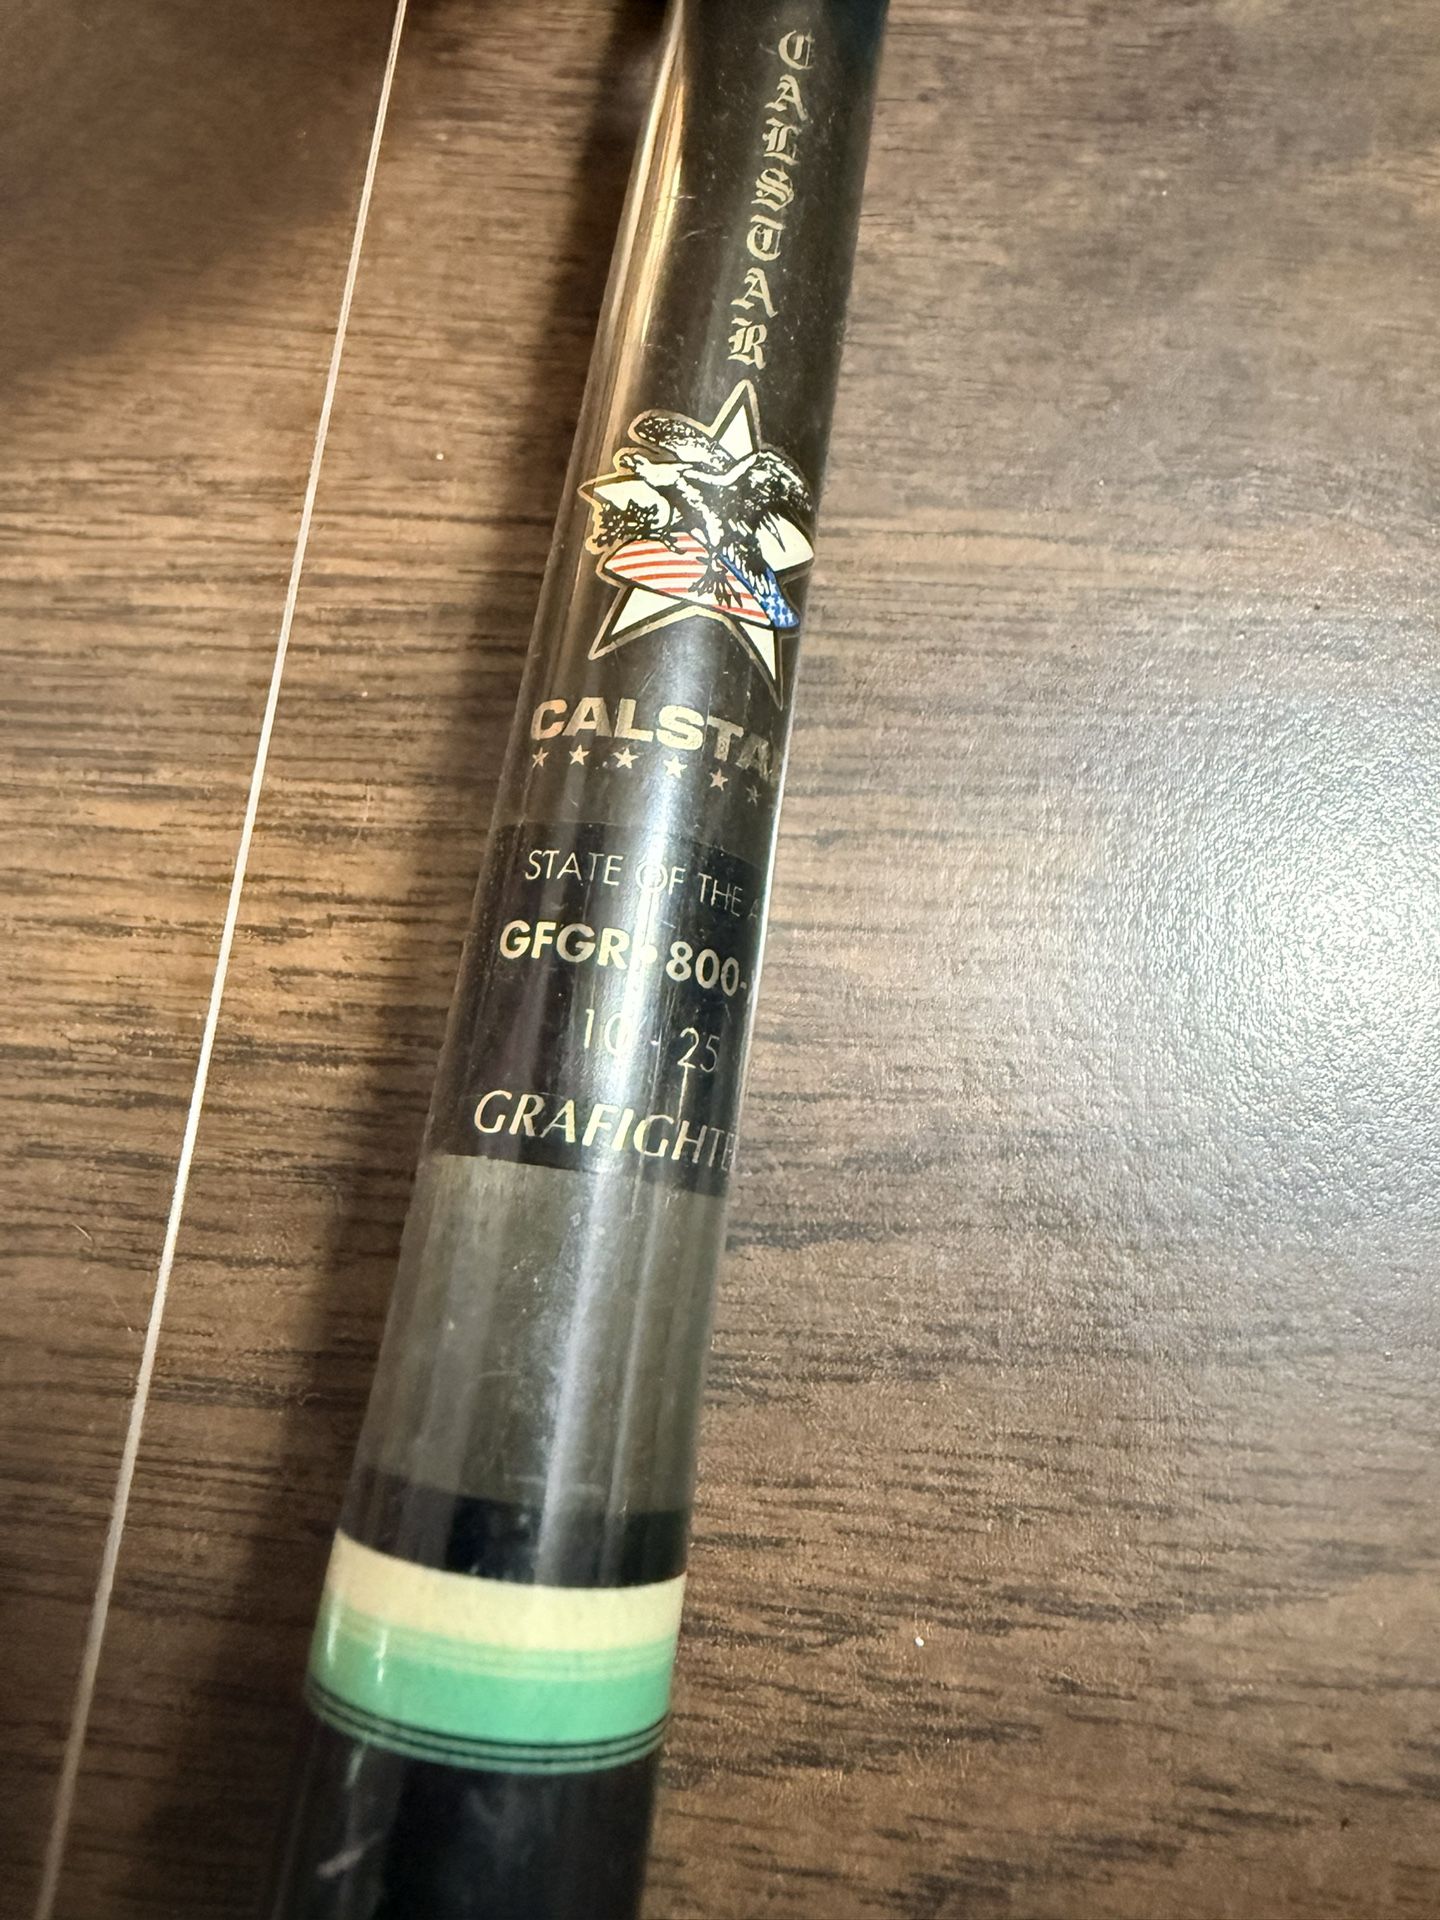 CALSTAR
CALSTA
STATE OF THE
GFGR • 800-
10 - 25
GRAFIGHTE